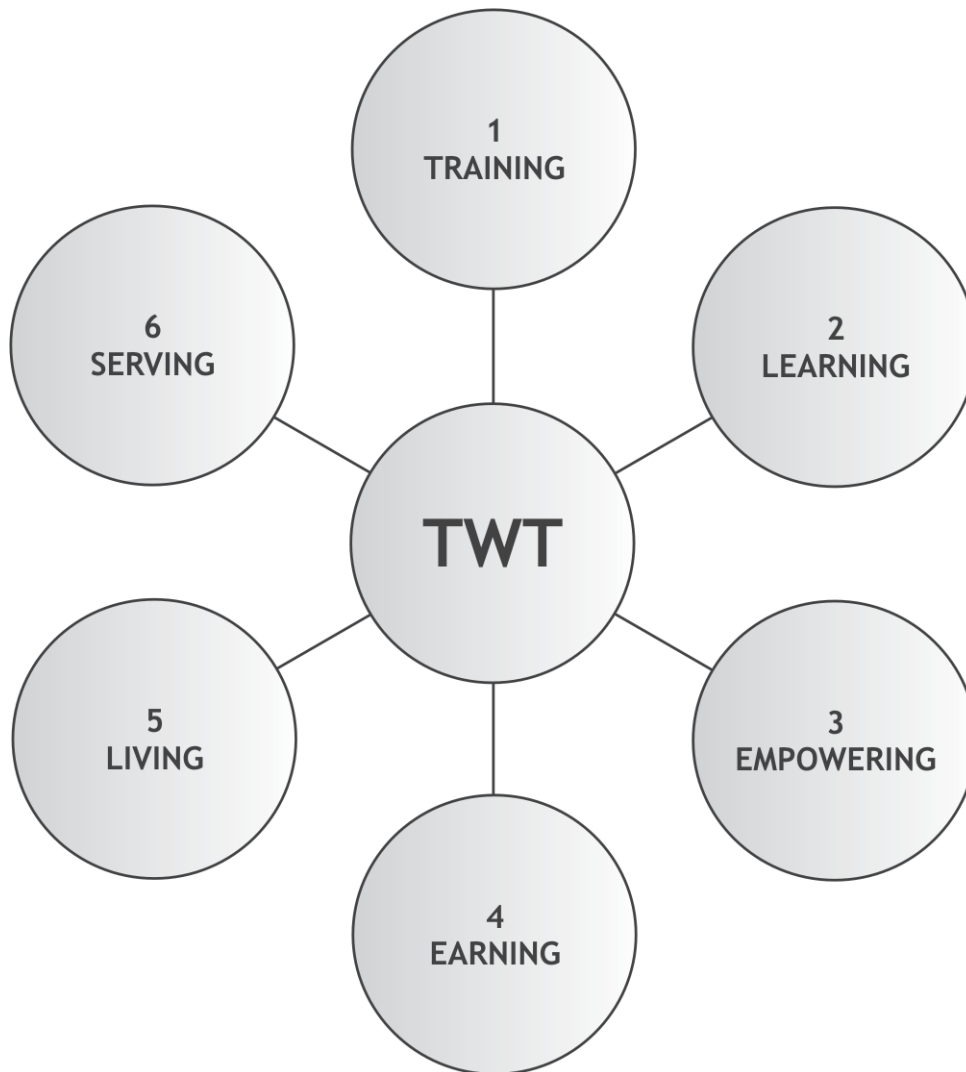 1
TRAINING
2
LEARNING
3
EMPOWERING
4
EARNING
5
LIVING
6
SERVING
TWT